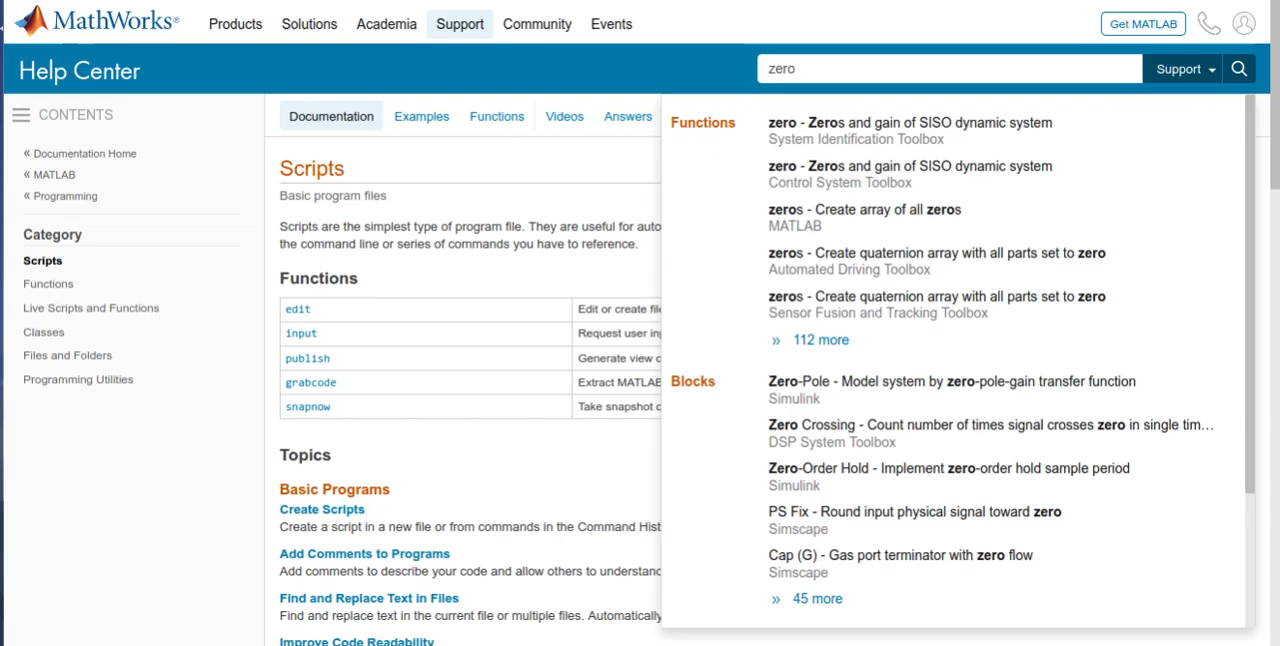 MathWorks®
Products Solutions Academia Support Community Events
Get MATLAB
Help Center
zero
Support
CONTENTS
« Documentation Home
« MATLAB
« Programming
Category
Scripts
Functions
Live Scripts and Functions
Classes
Files and Folders
Programming Utilities
Documentation Examples Functions Videos Answers
Scripts
Basic program files
Scripts are the simplest type of program file. They are useful for auto
the command line or series of commands you have to reference.
Functions
edit Edit or create file
input Request user in
publish Generate view o
grabcode Extract MATLAB
snapnow Take snapshot o
Topics
Basic Programs
Create Scripts
Create a script in a new file or from commands in the Command Hist
Add Comments to Programs
Add comments to describe your code and allow others to understand
Find and Replace Text in Files
Find and replace text in the current file or multiple files. Automatically
Improve Code Readability
Functions
zero - Zeros and gain of SISO dynamic system
System Identification Toolbox
zero - Zeros and gain of SISO dynamic system
Control System Toolbox
zeros - Create array of all zeros
MATLAB
zeros - Create quaternion array with all parts set to zero
Automated Driving Toolbox
zeros - Create quaternion array with all parts set to zero
Sensor Fusion and Tracking Toolbox
» 112 more
Blocks
Zero-Pole - Model system by zero-pole-gain transfer function
Simulink
Zero Crossing - Count number of times signal crosses zero in single tim…
DSP System Toolbox
Zero-Order Hold - Implement zero-order hold sample period
Simulink
PS Fix - Round input physical signal toward zero
Simscape
Cap (G) - Gas port terminator with zero flow
Simscape
» 45 more